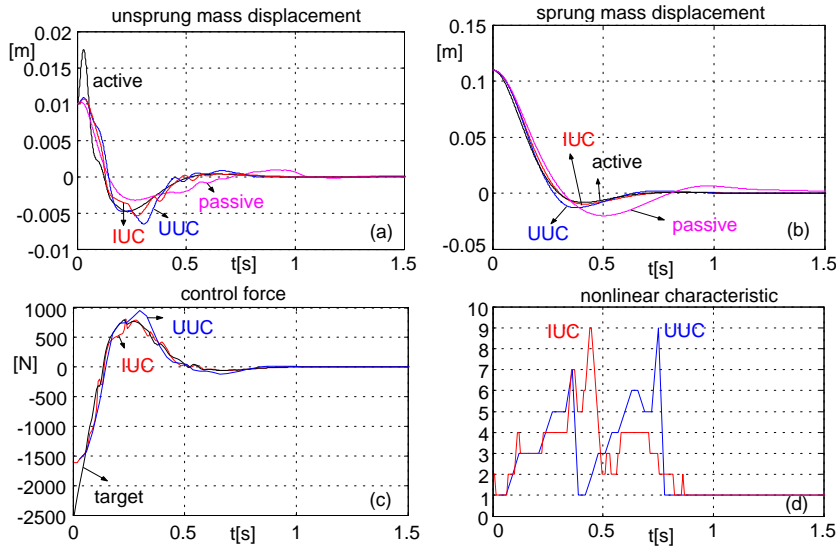 unsprung mass displacement
[m]
0.02
0.015
0.01
0.005
0
-0.005
-0.01
active
passive
IUC
UUC
(a)
0
0.5
1
1.5
t[s]
sprung mass displacement
[m]
0.15
0.1
0.05
0
-0.05
IUC
active
UUC
passive
(b)
0
0.5
1
1.5
t[s]
control force
[N]
1000
500
0
-500
-1000
-1500
-2000
-2500
UUC
IUC
target
(c)
0
0.5
1
1.5
t[s]
nonlinear characteristic
10
9
8
7
6
5
4
3
2
1
0
IUC
UUC
(d)
0
0.5
1
1.5
t[s]